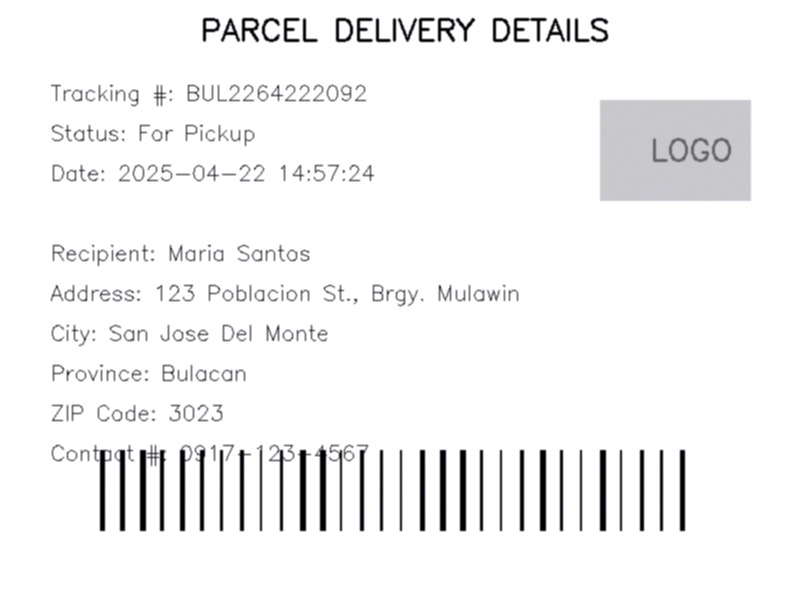 PARCEL DELIVERY DETAILS
Tracking #: BUL2264222092
Status: For Pickup
Date: 2025-04-22 14:57:24
LOGO
Recipient: Maria Santos
Address: 123 Poblacion St., Brgy. Mulawin
City: San Jose Del Monte
Province: Bulacan
ZIP Code: 3023
Contact #: 0917-123-4567